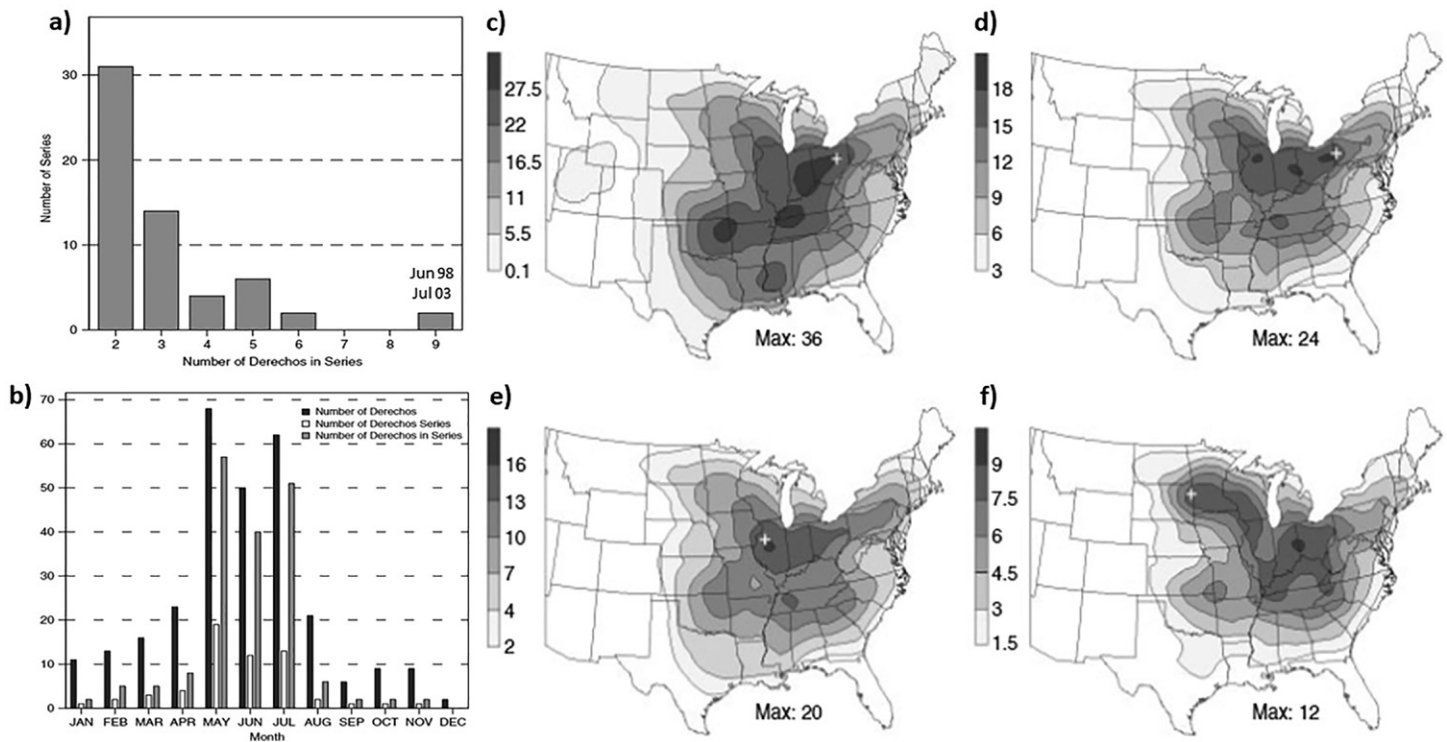 a)
Number of Series
30
20
10
0
Jun 98
Jul 03
2 3 4 5 6 7 8 9
Number of Derechos in Series
b)
70
60
50
40
30
20
10
0
Number of Derechos
Number of Derechos Series
Number of Derechos in Series
JAN FEB MAR APR MAY JUN JUL AUG SEP OCT NOV DEC
Month
c)
27.5
22
16.5
11
5.5
0.1
Max: 36
d)
18
15
12
9
6
3
Max: 24
e)
16
13
10
7
4
2
Max: 20
f)
9
7.5
6
4.5
3
1.5
Max: 12